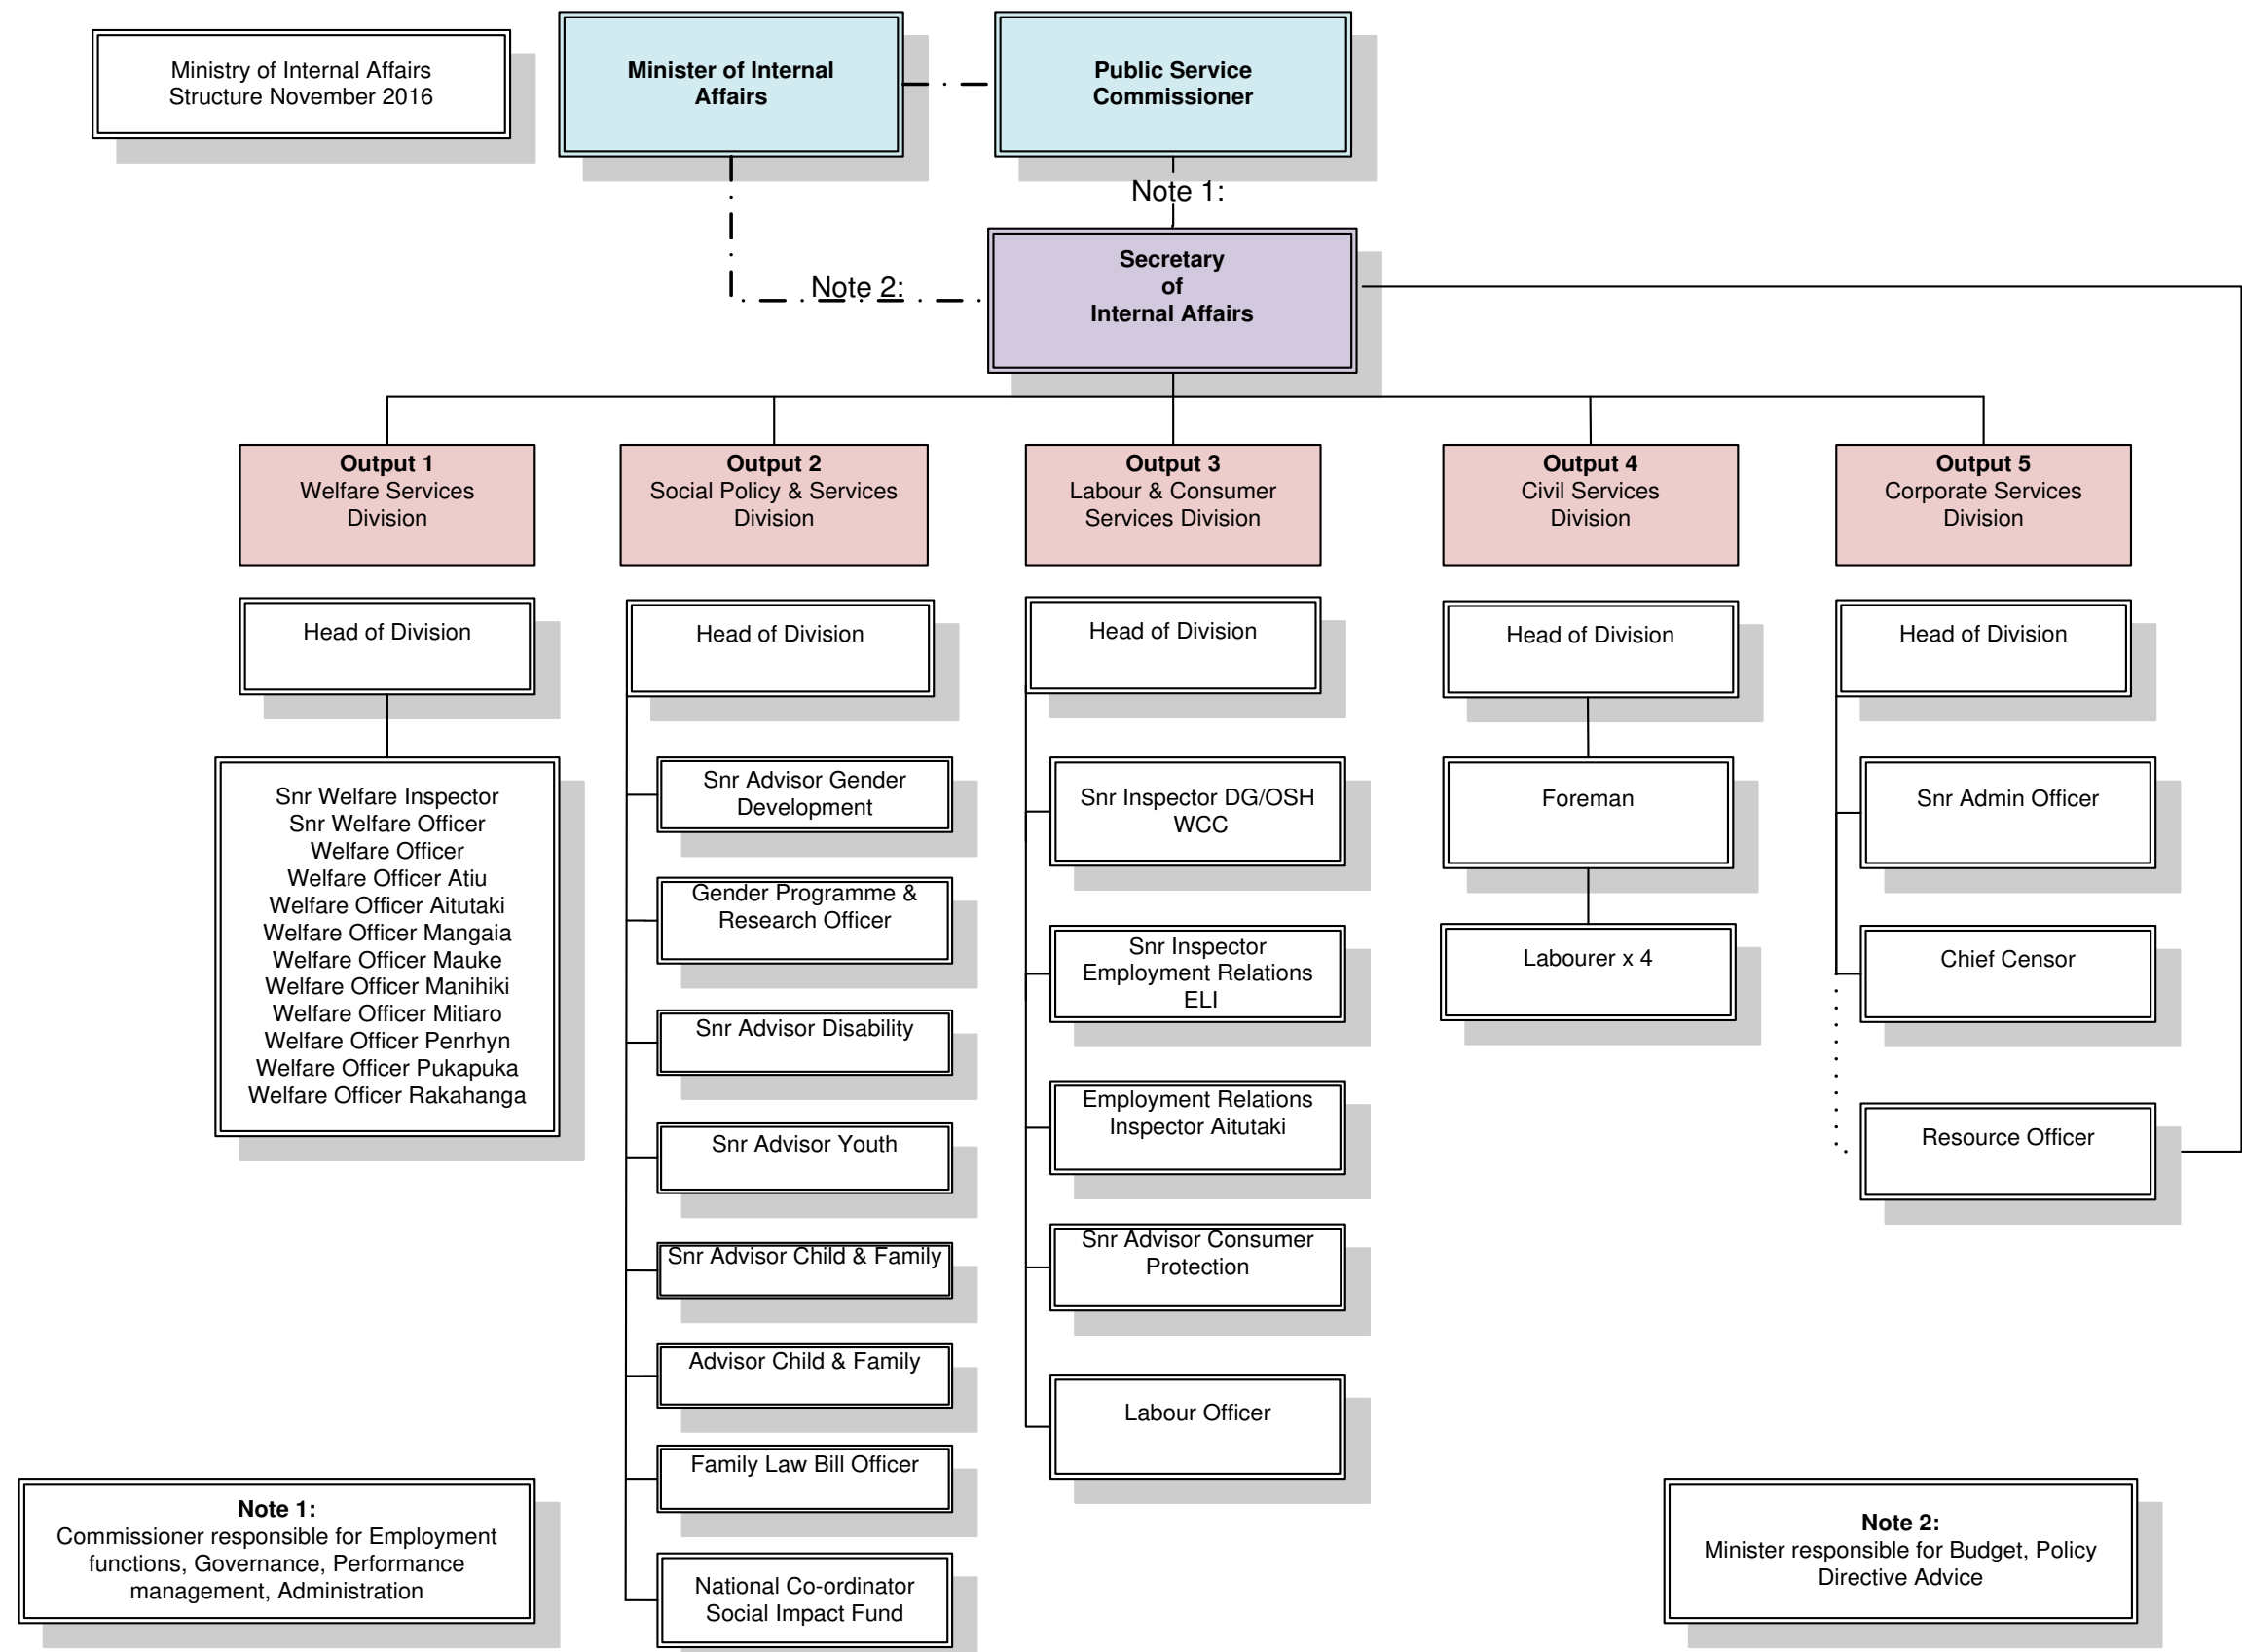 Ministry of Internal Affairs
Structure November 2016
Minister of Internal
Affairs
Public Service
Commissioner
Note 1:
Note 2:
Secretary
of
Internal Affairs
Output 1
Welfare Services
Division
Output 2
Social Policy & Services
Division
Output 3
Labour & Consumer
Services Division
Output 4
Civil Services
Division
Output 5
Corporate Services
Division
Head of Division
Snr Welfare Inspector
Snr Welfare Officer
Welfare Officer
Welfare Officer Atiu
Welfare Officer Aitutaki
Welfare Officer Mangaia
Welfare Officer Mauke
Welfare Officer Manihiki
Welfare Officer Mitiaro
Welfare Officer Penrhyn
Welfare Officer Pukapuka
Welfare Officer Rakahanga
Head of Division
Snr Advisor Gender
Development
Gender Programme &
Research Officer
Snr Advisor Disability
Snr Advisor Youth
Snr Advisor Child & Family
Advisor Child & Family
Family Law Bill Officer
National Co-ordinator
Social Impact Fund
Head of Division
Snr Inspector DG/OSH
WCC
Snr Inspector
Employment Relations
ELI
Employment Relations
Inspector Aitutaki
Snr Advisor Consumer
Protection
Labour Officer
Head of Division
Foreman
Labourer x 4
Head of Division
Snr Admin Officer
Chief Censor
Resource Officer
Note 1:
Commissioner responsible for Employment
functions, Governance, Performance
management, Administration
Note 2:
Minister responsible for Budget, Policy
Directive Advice